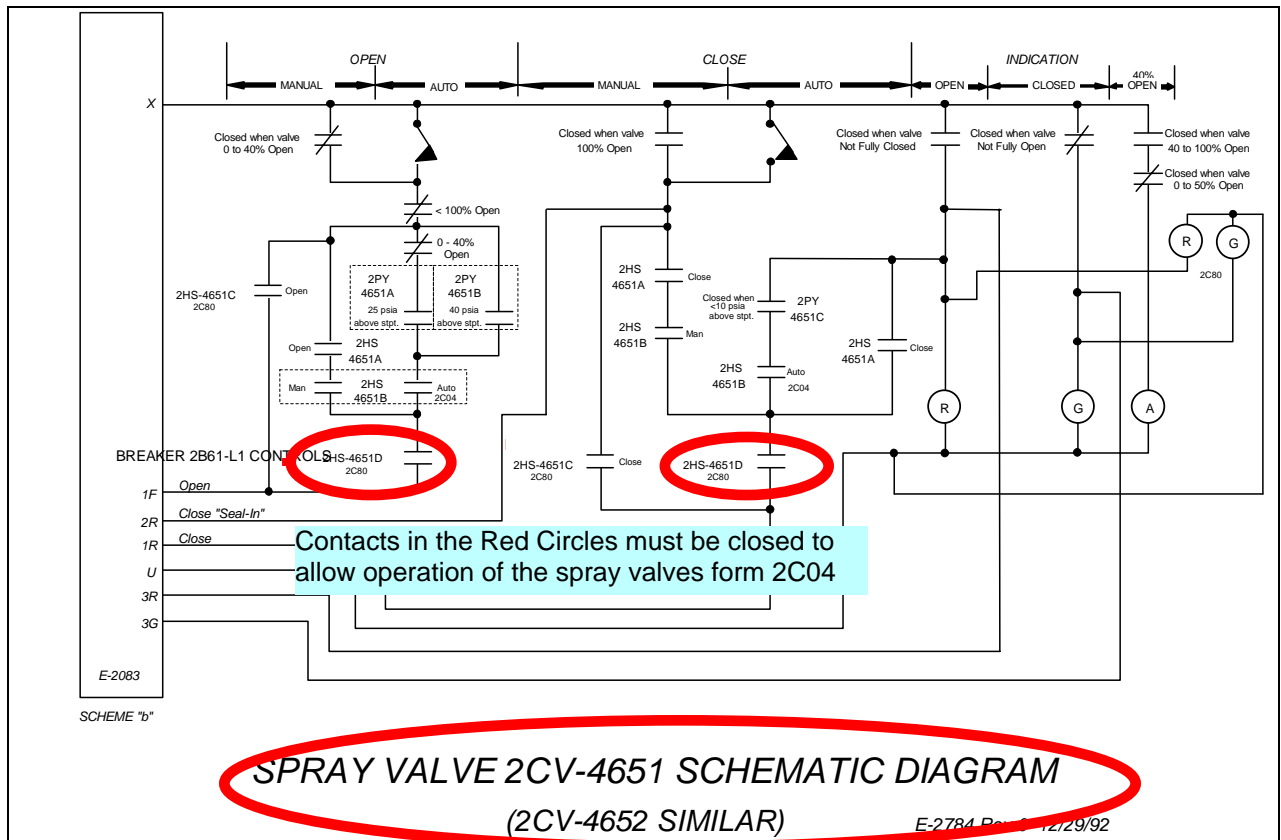 OPEN
CLOSE
INDICATION
MANUAL
AUTO
MANUAL
AUTO
OPEN
CLOSED
40%
OPEN
X
Closed when valve
0 to 40% Open
Closed when valve
100% Open
Closed when valve
Not Fully Closed
Closed when valve
Not Fully Open
Closed when valve
40 to 100% Open
Closed when valve
0 to 50% Open
< 100% Open
0 - 40%
Open
2HS-4651C
2C80
Open
2PY
4651A
25 psia
above stpt.
2PY
4651B
40 psia
above stpt.
Open
2HS
4651A
Man
2HS
4651B
Auto
2C04
2HS
4651A
Close
2HS
4651B
Man
Closed when
<10 psia
above stpt.
2PY
4651C
2HS
4651B
Auto
2C04
2HS
4651A
Close
R
G
2C80
R
G
A
BREAKER 2B61-L1 CONTROLS
2HS-4651D
2C80
2HS-4651C
2C80
Close
2HS-4651D
2C80
1F
Open
2R
Close "Seal-In"
1R
Close
U
3R
3G
Contacts in the Red Circles must be closed to
allow operation of the spray valves form 2C04
E-2083
SCHEME "b"
SPRAY VALVE 2CV-4651 SCHEMATIC DIAGRAM
(2CV-4652 SIMILAR)
E-2784 12/29/92